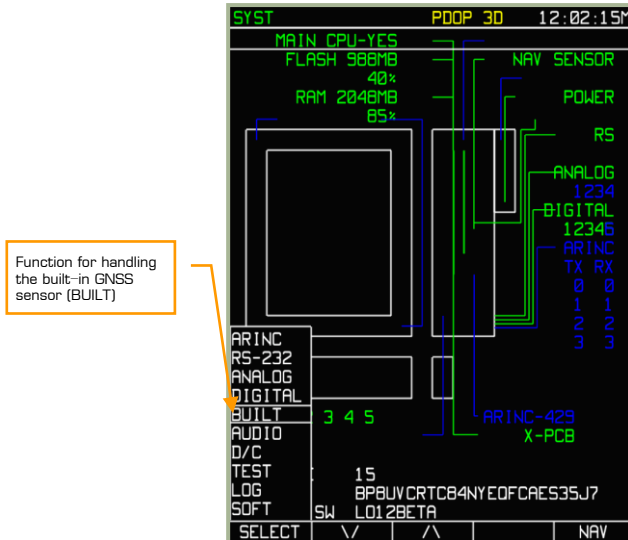 SYST PDOP 3D 12:02:15M
MAIN CPU-YES
FLASH 988MB NAV SENSOR
40%
RAM 2048MB POWER
85%
RS
ANALOG
1234
DIGITAL
12345
ARINC
TX RX
0 0
1 1
2 2
3 3
Function for handling
the built-in GNSS
sensor (BUILT)
ARINC
RS-232
ANALOG
DIGITAL
BUILT 3 4 5 ARINC-429
AUDIO X-PCB
D/C
TEST 15
LOG BPBUVCRTC84NYEOFCAES35J7
SOFT SW L012BETA
SELECT \/ /\ NAV